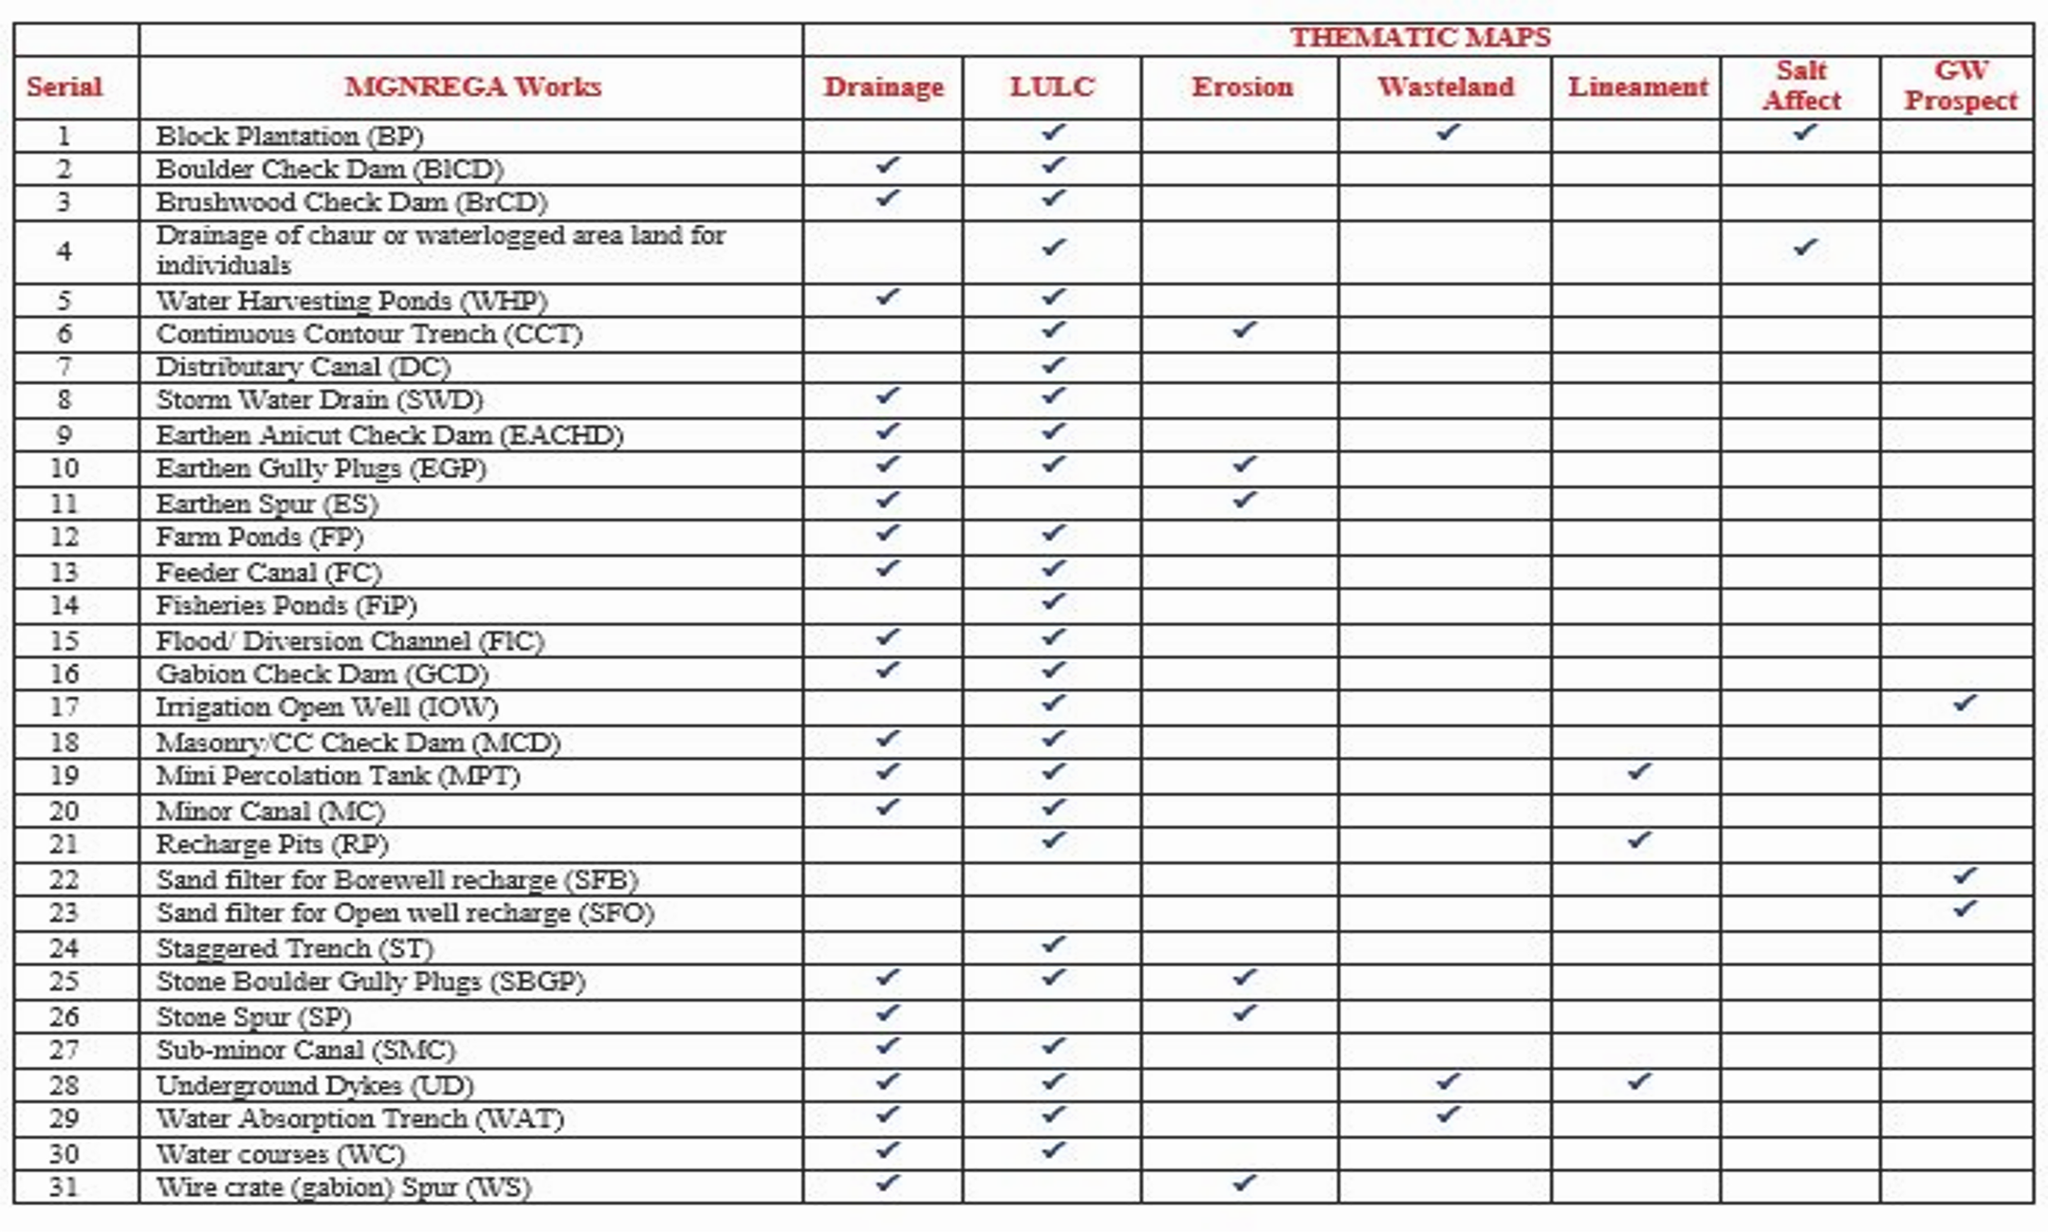 THEMATIC MAPS
Serial MGNREGA Works Drainage LULC Erosion Wasteland Lineament Salt Affect GW Prospect
1 Block Plantation (BP) ✓ ✓ ✓
2 Boulder Check Dam (BlCD) ✓ ✓
3 Brushwood Check Dam (BrCD) ✓ ✓
4 Drainage of chaur or waterlogged area land for
individuals ✓ ✓
5 Water Harvesting Ponds (WHP) ✓ ✓
6 Continuous Contour Trench (CCT) ✓ ✓
7 Distributary Canal (DC) ✓
8 Storm Water Drain (SWD) ✓ ✓
9 Earthen Anicut Check Dam (EACHD) ✓ ✓
10 Earthen Gully Plugs (EGP) ✓ ✓ ✓
11 Earthen Spur (ES) ✓ ✓
12 Farm Ponds (FP) ✓ ✓
13 Feeder Canal (FC) ✓ ✓
14 Fisheries Ponds (FiP) ✓
15 Flood/ Diversion Channel (FlC) ✓ ✓
16 Gabion Check Dam (GCD) ✓ ✓
17 Irrigation Open Well (IOW) ✓ ✓
18 Masonry/CC Check Dam (MCD) ✓ ✓
19 Mini Percolation Tank (MPT) ✓ ✓ ✓
20 Minor Canal (MC) ✓ ✓
21 Recharge Pits (RP) ✓ ✓
22 Sand filter for Borewell recharge (SFB) ✓
23 Sand filter for Open well recharge (SFO) ✓
24 Staggered Trench (ST) ✓
25 Stone Boulder Gully Plugs (SBGP) ✓ ✓ ✓
26 Stone Spur (SP) ✓ ✓
27 Sub-minor Canal (SMC) ✓ ✓
28 Underground Dykes (UD) ✓ ✓ ✓ ✓
29 Water Absorption Trench (WAT) ✓ ✓ ✓
30 Water courses (WC) ✓ ✓
31 Wire crate (gabion) Spur (WS) ✓ ✓